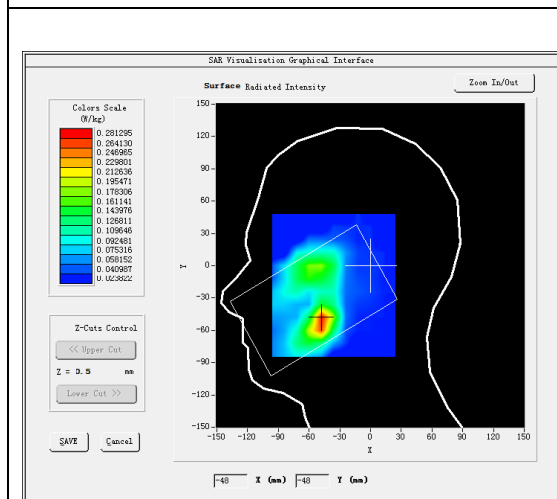 SAR Visualisation Graphical Interface
Surface Radiated Intensity
Zoom In/Out
Colors Scale
(W/kg)
0.281295
0.264130
0.246965
0.229801
0.212636
0.195471
0.178306
0.161141
0.143976
0.126811
0.109646
0.092481
0.075316
0.058152
0.040987
0.023822
Z-Cuts Control
<< Upper Cut
Z = 0.5 mm
Lower Cut >>
SAVE Cancel
150-
120-
90-
60-
30-
Y 0-
-30-
-60-
-90-
-120-
-150-
-150 -120 -90 -60 -30 0 30 60 90 120 150
X
-48 X (mm) -48 Y (mm)